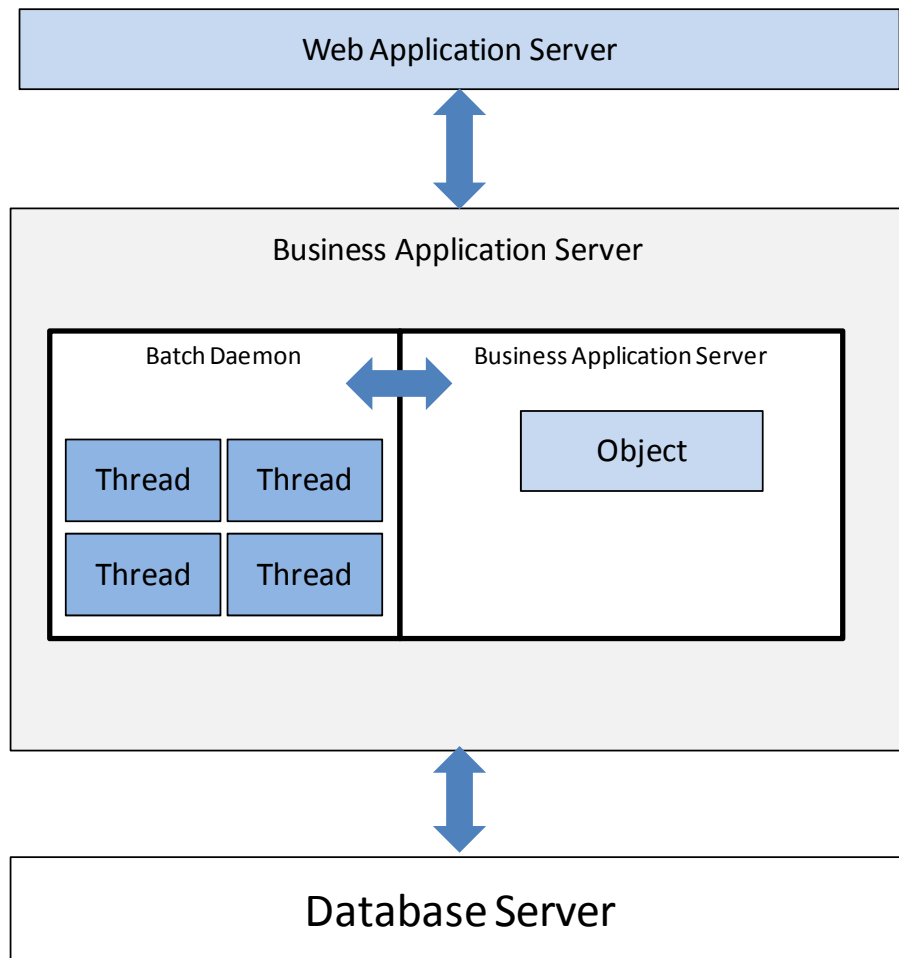 Web Application Server
Business Application Server
Batch Daemon
Business Application Server
Object
Thread
Thread
Thread
Thread
Database Server